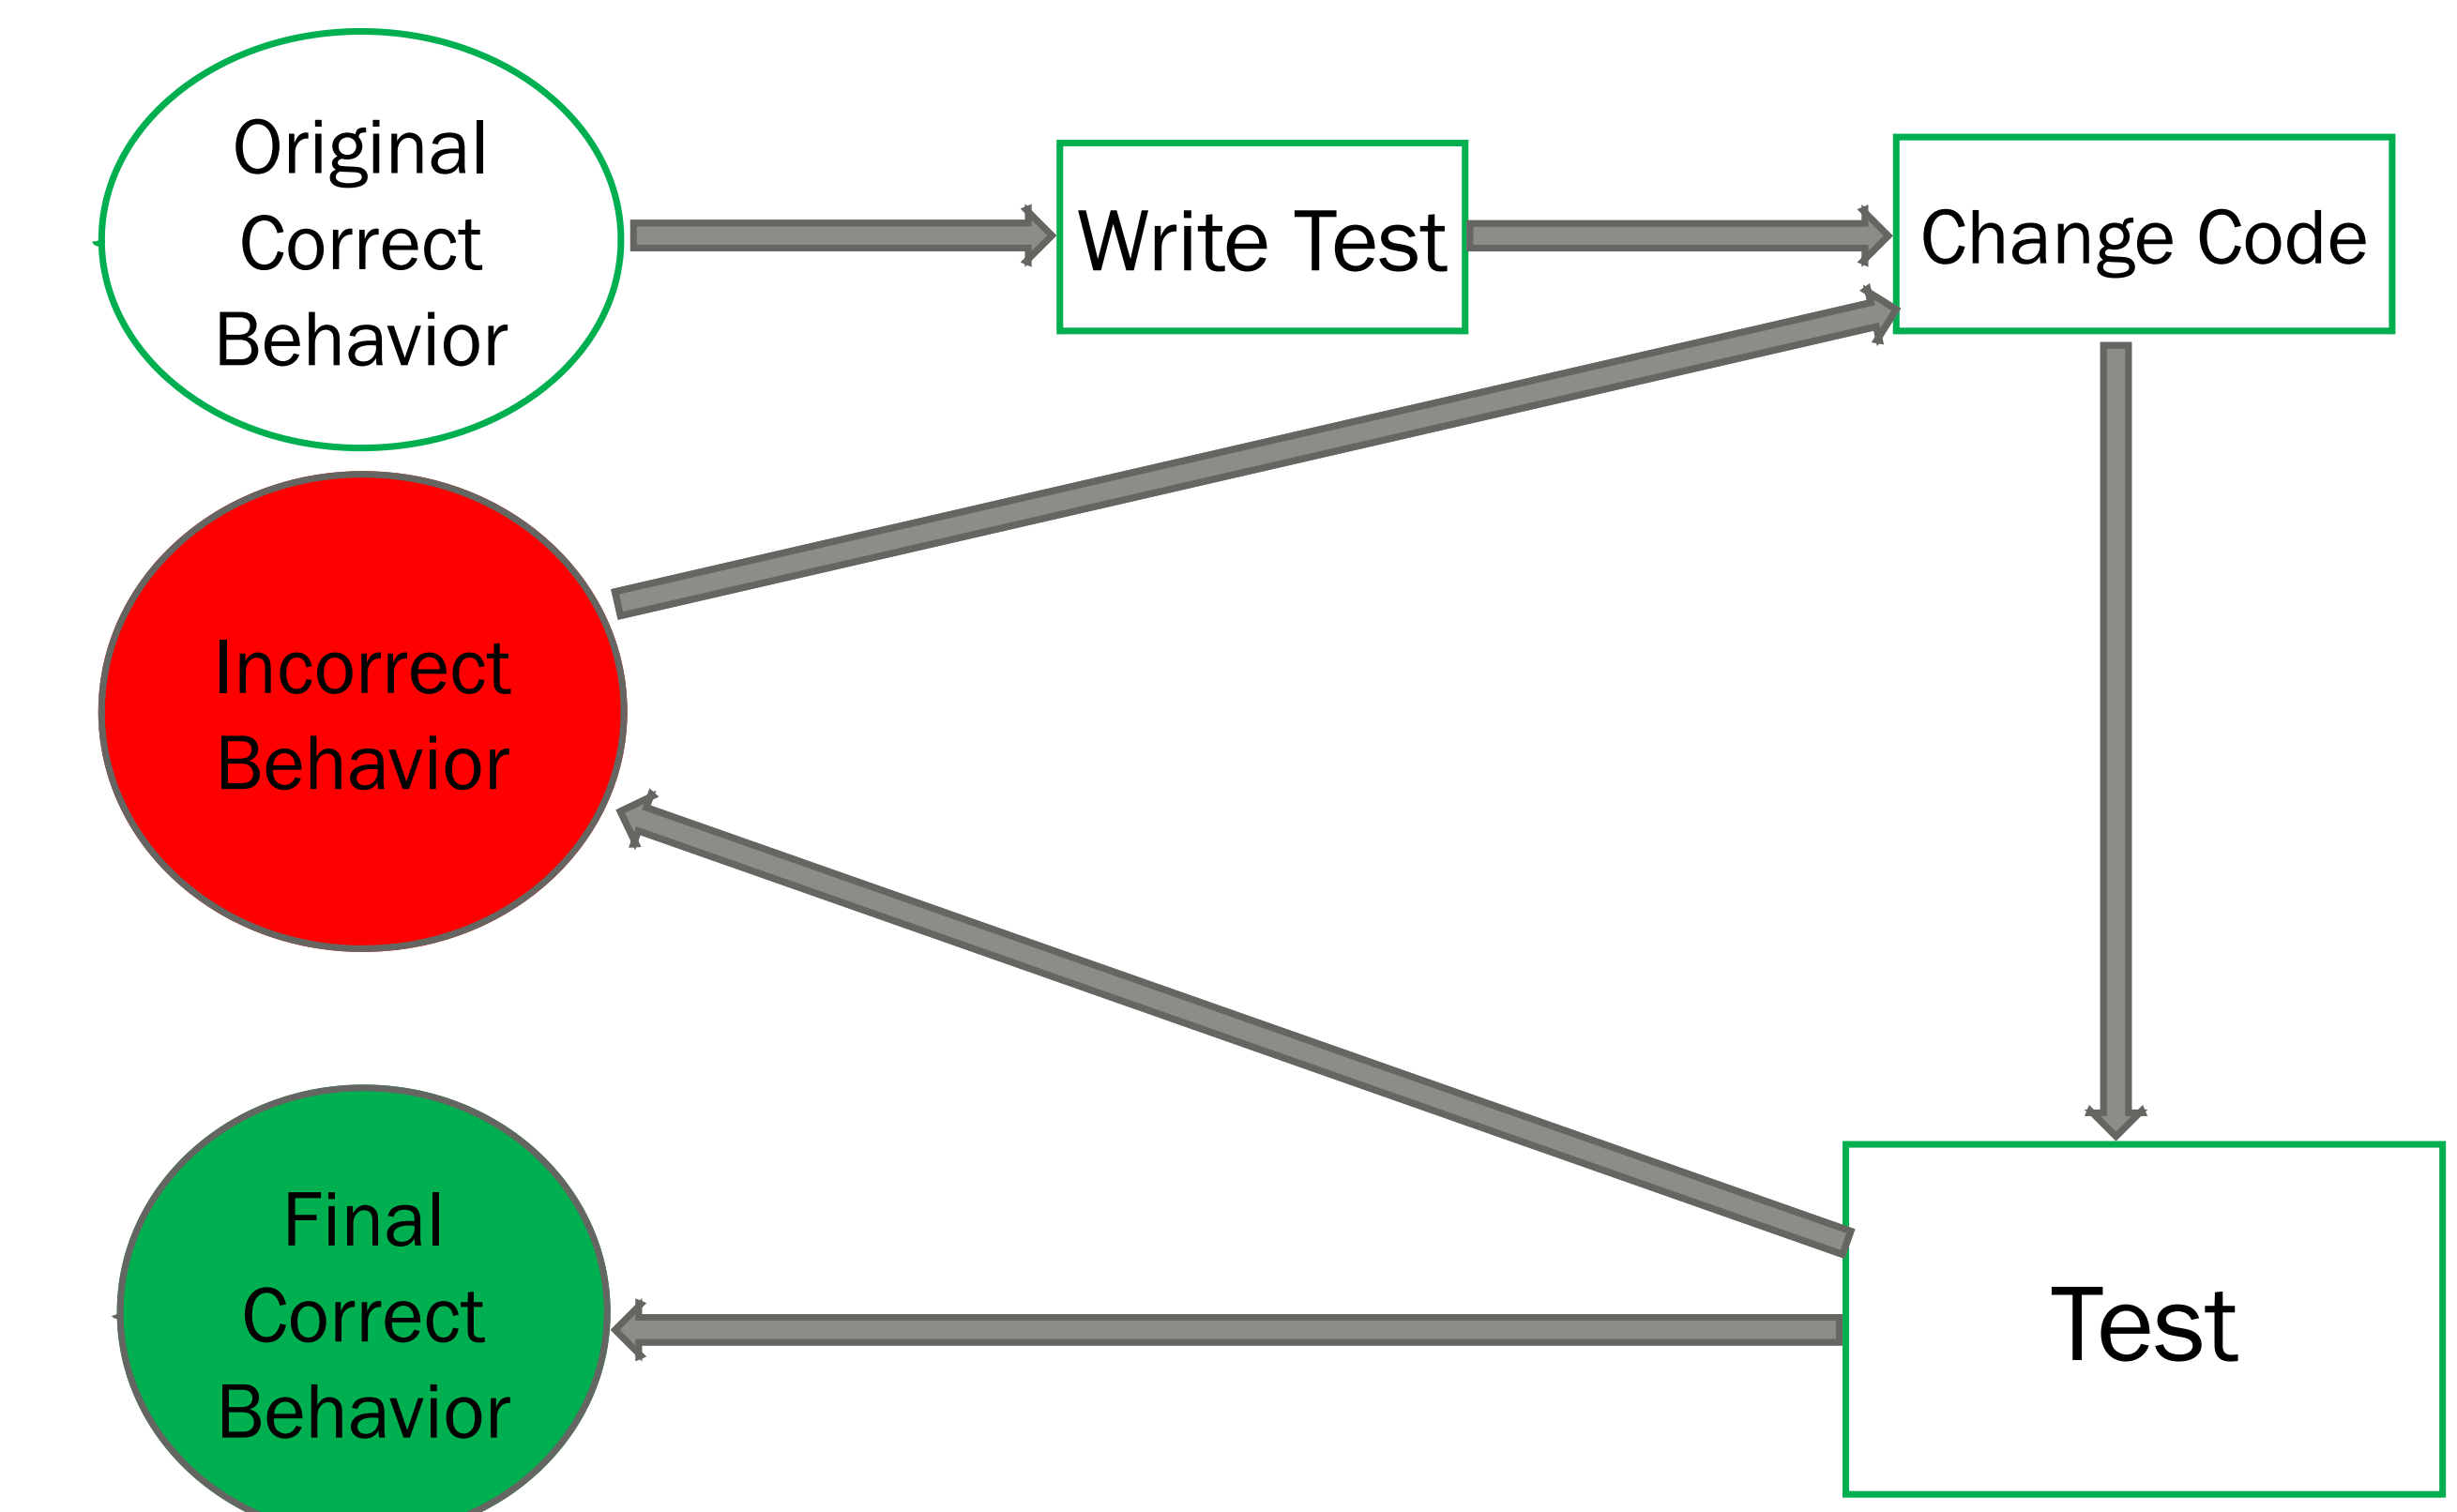 Original
Correct
Behavior
Write Test
Change Code
Incorrect
Behavior
Final
Correct
Behavior
Test